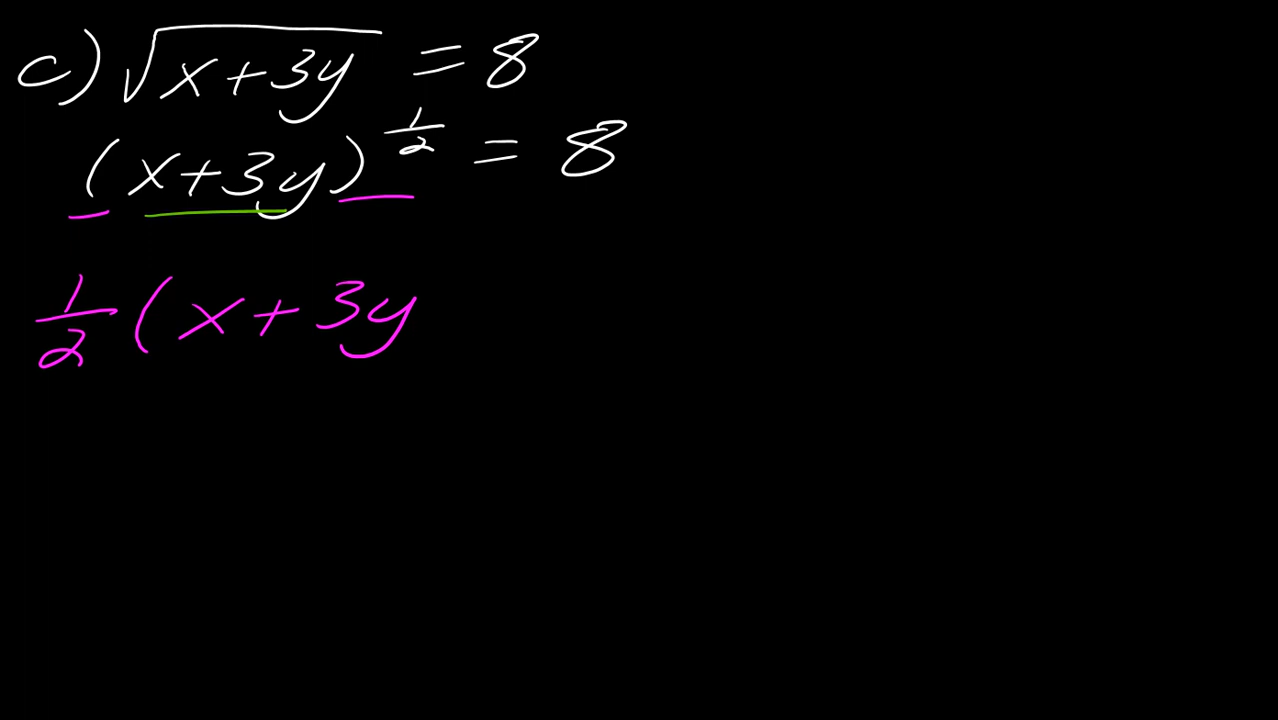 c) √(x+3y) = 8
(x+3y)^(1/2) = 8
1/2 (x+3y